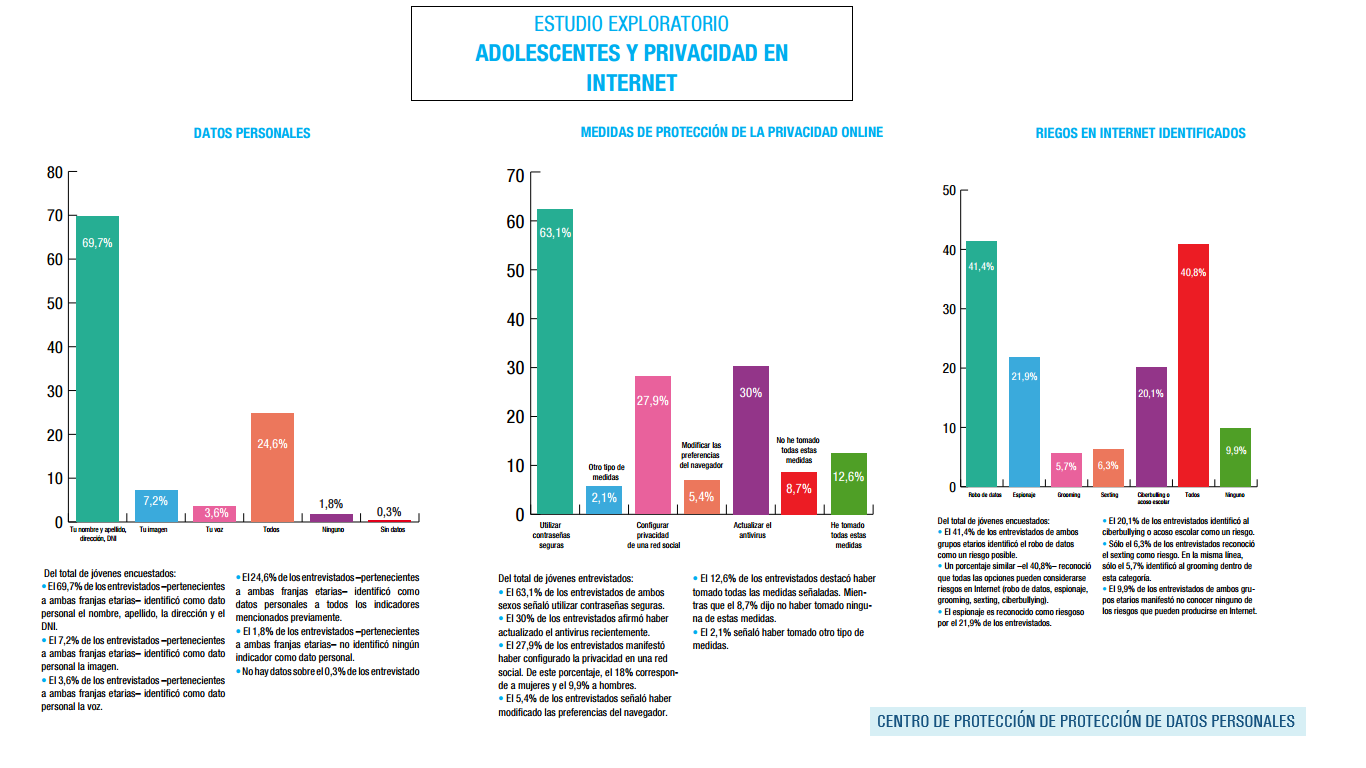 ESTUDIO EXPLORATORIO
ADOLESCENTES Y PRIVACIDAD EN
INTERNET
DATOS PERSONALES
80
70
60
50
40
30
20
10
0
69,7%
7,2%
3,6%
24,6%
1,8%
0,3%
Tu nombre y apellido,
dirección, DNI
Tu imagen
Tu voz
Todos
Ninguno
Sin datos
Del total de jóvenes encuestados:
• El 69,7% de los entrevistados –pertenecientes
a ambas franjas etarias– identificó como dato
personal el nombre, apellido, la dirección y el
DNI.
• El 7,2% de los entrevistados –pertenecientes
a ambas franjas etarias– identificó como dato
personal la imagen.
• El 3,6% de los entrevistados –pertenecientes
a ambas franjas etarias– identificó como dato
personal la voz.
• El 24,6% de los entrevistados –pertenecientes
a ambas franjas etarias– identificó como
datos personales a todos los indicadores
mencionados previamente.
• El 1,8% de los entrevistados –pertenecientes
a ambas franjas etarias– no identificó ningún
indicador como dato personal.
• No hay datos sobre el 0,3% de los entrevistado
MEDIDAS DE PROTECCIÓN DE LA PRIVACIDAD ONLINE
70
60
50
40
30
20
10
0
63,1%
Otro tipo de
medidas
2,1%
27,9%
Modificar las
preferencias
del navegador
5,4%
30%
No he tomado
todas estas
medidas
8,7%
12,6%
Utilizar
contraseñas
seguras
Configurar
privacidad
de una red social
Actualizar el
antivirus
He tomado
todas estas
medidas
Del total de jóvenes entrevistados:
• El 63,1% de los entrevistados de ambos
sexos señaló utilizar contraseñas seguras.
• El 30% de los entrevistados afirmó haber
actualizado el antivirus recientemente.
• El 27,9% de los entrevistados manifestó
haber configurado la privacidad en una red
social. De este porcentaje, el 18% correspon-
de a mujeres y el 9,9% a hombres.
• El 5,4% de los entrevistados señaló haber
modificado las preferencias del navegador.
• El 12,6% de los entrevistados destacó haber
tomado todas las medidas señaladas. Mien-
tras que el 8,7% dijo no haber tomado ningu-
na de estas medidas.
• El 2,1% señaló haber tomado otro tipo de
medidas.
RIEGOS EN INTERNET IDENTIFICADOS
50
40
30
20
10
0
41,4%
21,9%
5,7%
6,3%
20,1%
40,8%
9,9%
Robo de datos
Espionaje
Grooming
Sexting
Ciberbulling o
acoso escolar
Todos
Ninguno
Del total de jóvenes encuestados:
• El 41,4% de los entrevistados de ambos
grupos etarios identificó el robo de datos
como un riesgo posible.
• Un porcentaje similar –el 40,8%– reconoció
que todas las opciones pueden considerarse
riesgos en Internet (robo de datos, espionaje,
grooming, sexting, ciberbulling).
• El espionaje es reconocido como riesgoso
por el 21,9% de los entrevistados.
• El 20,1% de los entrevistados identificó al
ciberbulling o acoso escolar como un riesgo.
• Sólo el 6,3% de los entrevistados reconoció
el sexting como riesgo. En la misma línea,
sólo el 5,7% identificó al grooming dentro de
esta categoría.
• El 9,9% de los entrevistados de ambos gru-
pos etarios manifestó no conocer ninguno de
los riesgos que pueden producirse en Internet.
CENTRO DE PROTECCIÓN DE PROTECCIÓN DE DATOS PERSONALES